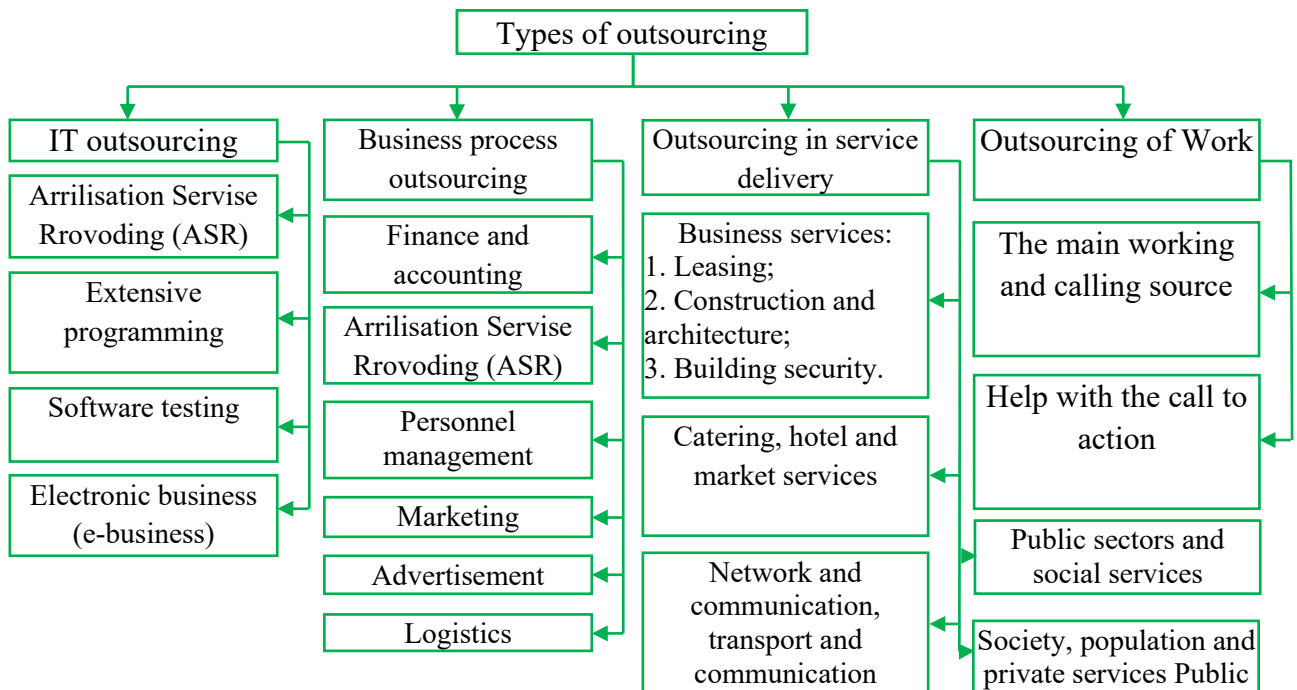 Types of outsourcing
IT outsourcing
Arrilisation Servise
Rrovoding (ASR)
Extensive
programming
Software testing
Electronic business
(e-business)
Business process
outsourcing
Finance and
accounting
Arrilisation Servise
Rrovoding (ASR)
Personnel
management
Marketing
Advertisement
Logistics
Outsourcing in service
delivery
Business services:
1. Leasing;
2. Construction and
architecture;
3. Building security.
Catering, hotel and
market services
Network and
communication,
transport and
communication
Outsourcing of Work
The main working
and calling source
Help with the call to
action
Public sectors and
social services
Society, population and
private services Public